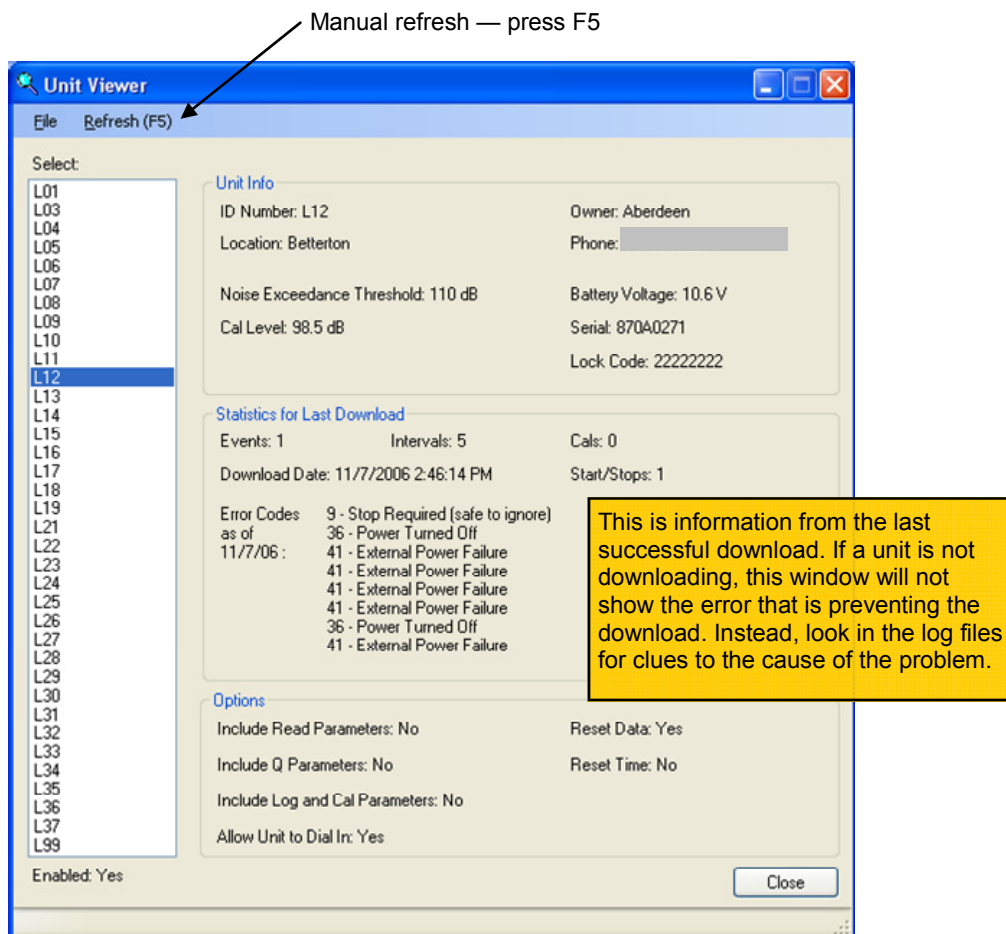 Manual refresh — press F5
Unit Viewer
File Refresh (F5)
Select:
L01
L03
L04
L05
L06
L07
L08
L09
L10
L11
L12
L13
L14
L15
L16
L17
L18
L19
L21
L22
L23
L24
L25
L26
L27
L28
L29
L30
L31
L32
L33
L34
L35
L36
L37
L99
Enabled: Yes
Unit Info
ID Number: L12 Owner: Aberdeen
Location: Betterton Phone:
Noise Exceedance Threshold: 110 dB Battery Voltage: 10.6 V
Cal Level: 98.5 dB Serial: 870A0271
Lock Code: 22222222
Statistics for Last Download
Events: 1 Intervals: 5 Cals: 0
Download Date: 11/7/2006 2:46:14 PM Start/Stops: 1
Error Codes 9 - Stop Required (safe to ignore)
as of 36 - Power Turned Off
11/7/06 : 41 - External Power Failure
41 - External Power Failure
41 - External Power Failure
41 - External Power Failure
36 - Power Turned Off
41 - External Power Failure
This is information from the last
successful download. If a unit is not
downloading, this window will not
show the error that is preventing the
download. Instead, look in the log files
for clues to the cause of the problem.
Options
Include Read Parameters: No Reset Data: Yes
Include Q Parameters: No Reset Time: No
Include Log and Cal Parameters: No
Allow Unit to Dial In: Yes
Close